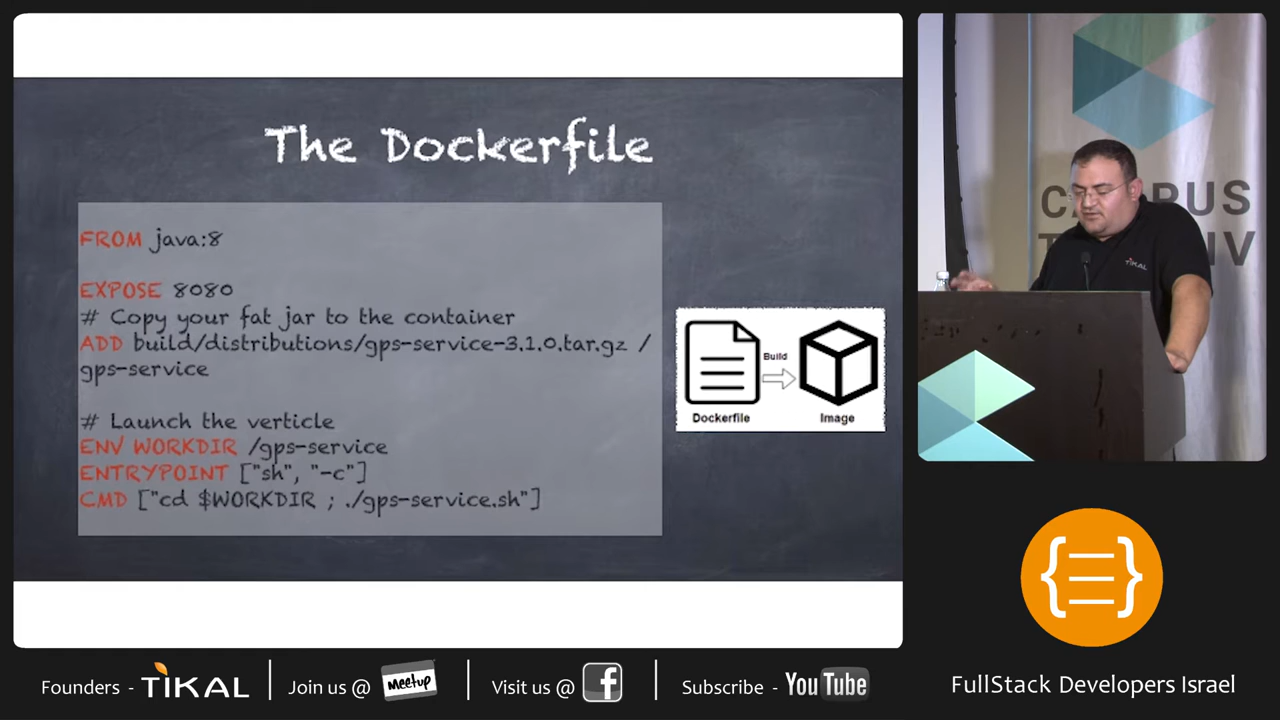 The Dockerfile
FROM java:8
EXPOSE 8080
# Copy your fat jar to the container
ADD build/distributions/gps-service-3.1.0.tar.gz /
gps-service
# Launch the verticle
ENV WORKDIR /gps-service
ENTRYPOINT ["sh", "-c"]
CMD ["cd $WORKDIR ; ./gps-service.sh"]
Build
Dockerfile
Image
TIKAL
Founders - TIKAL
Join us @ Meetup
Visit us @ f
Subscribe - YouTube
FullStack Developers Israel